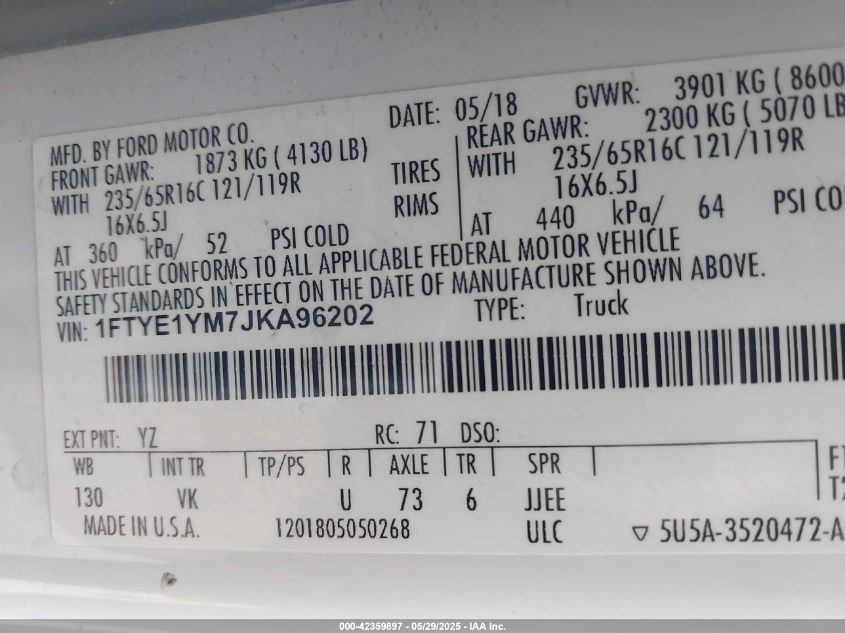 DATE: 05/18 GVWR: 3901 KG ( 8600
MFD. BY FORD MOTOR CO.
FRONT GAWR: 1873 KG ( 4130 LB)
WITH 235/65R16C 121/119R TIRES
16X6.5J RIMS
AT 360 kPa/ 52 PSI COLD
REAR GAWR: 2300 KG ( 5070 LB
WITH 235/65R16C 121/119R
16X6.5J
AT 440 kPa/ 64 PSI CO
THIS VEHICLE CONFORMS TO ALL APPLICABLE FEDERAL MOTOR VEHICLE
SAFETY STANDARDS IN EFFECT ON THE DATE OF MANUFACTURE SHOWN ABOVE.
VIN: 1FTYE1YM7JKA96202 TYPE: Truck
EXT PNT: YZ RC: 71 DSO:
WB INT TR TP/PS R AXLE TR SPR
130 VK U 73 6 JJEE
MADE IN U.S.A. 1201805050268 ULC
▽ 5U5A-3520472-A
000-42359897 - 05/29/2025 - IAA Inc.